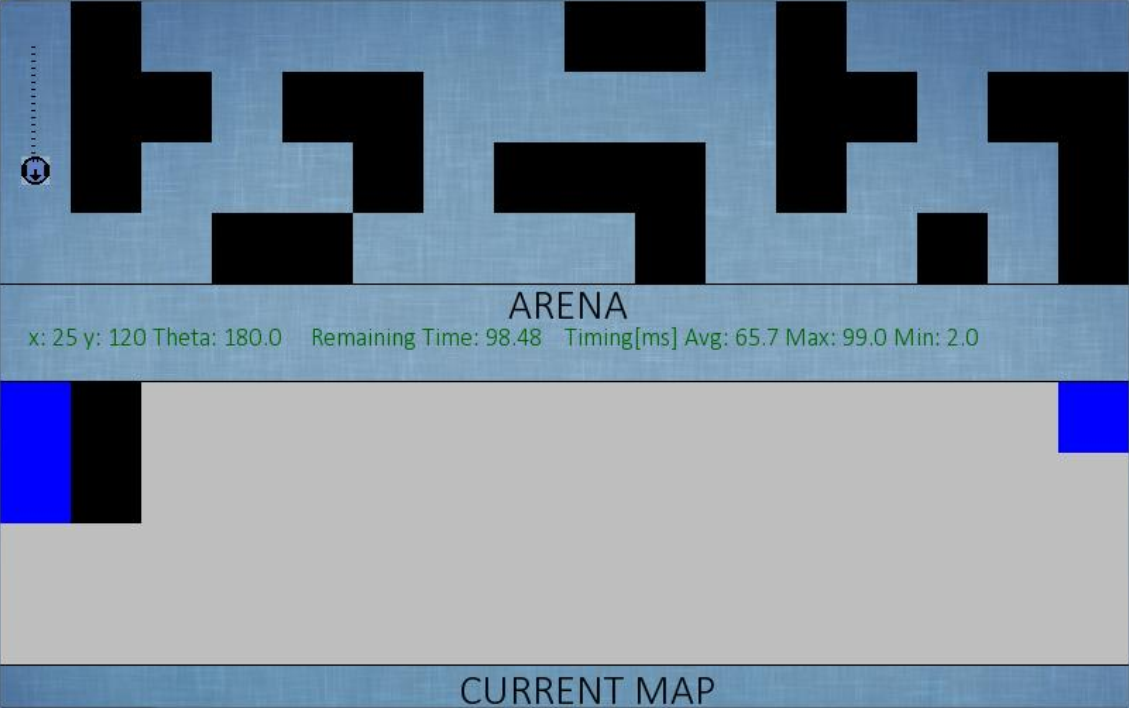 ARENA
x: 25 y: 120 Theta: 180.0 Remaining Time: 98.48 Timing[ms] Avg: 65.7 Max: 99.0 Min: 2.0
CURRENT MAP